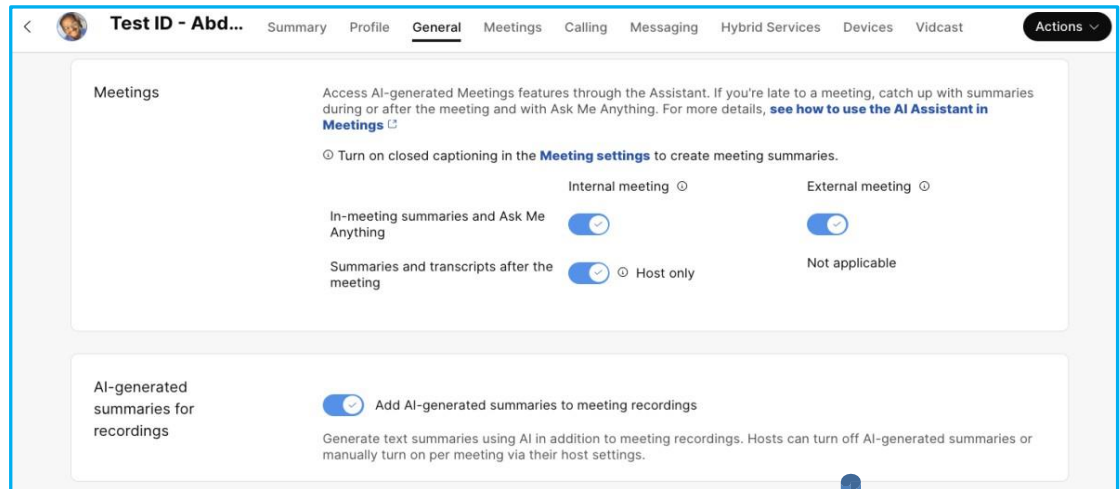 Test ID - Abd...
Summary Profile General Meetings Calling Messaging Hybrid Services Devices Vidcast
Actions
Meetings
Access AI-generated Meetings features through the Assistant. If you're late to a meeting, catch up with summaries
during or after the meeting and with Ask Me Anything. For more details, see how to use the AI Assistant in
Meetings
Turn on closed captioning in the Meeting settings to create meeting summaries.
Internal meeting
External meeting
In-meeting summaries and Ask Me
Anything
Summaries and transcripts after the
meeting
Host only
Not applicable
AI-generated
summaries for
recordings
Add AI-generated summaries to meeting recordings
Generate text summaries using AI in addition to meeting recordings. Hosts can turn off AI-generated summaries or
manually turn on per meeting via their host settings.